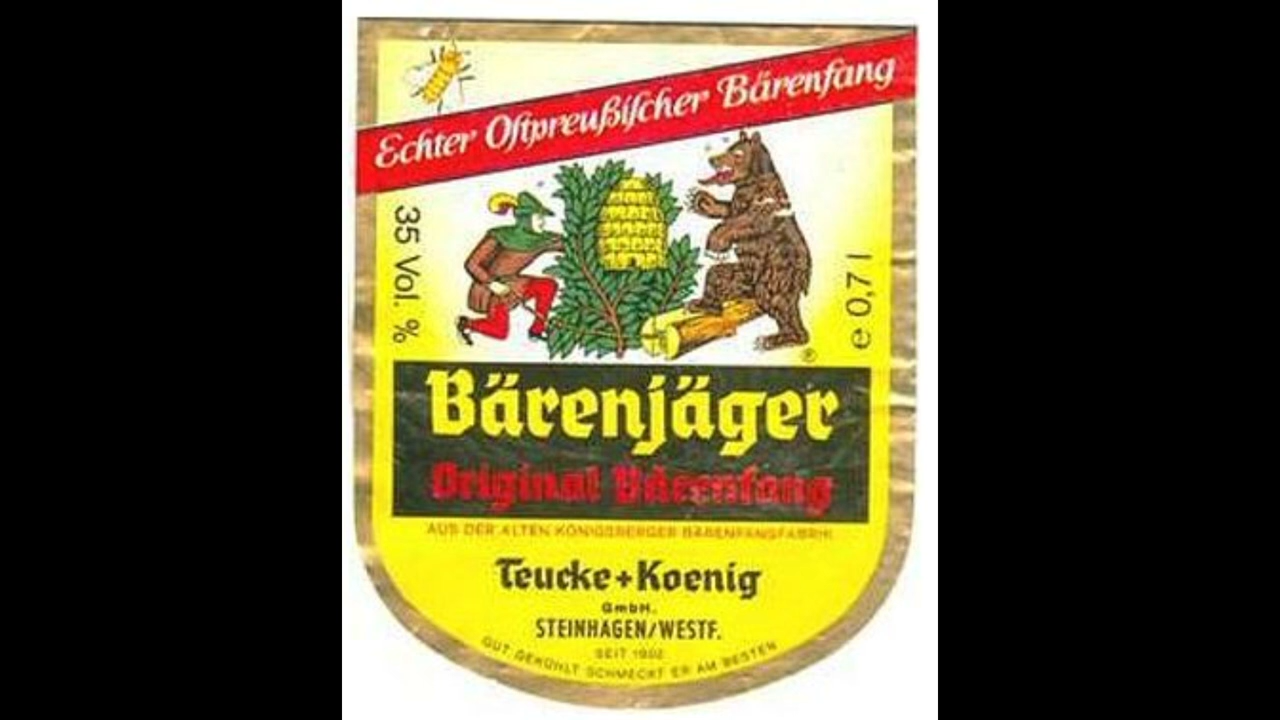 Echter Oſtpreußiſcher Bärenfang
35 Vol. %
e 0,7 l
®
Bärenjäger
Original Bärenfang
AUS DER ALTEN KÖNIGSBERGER BÄRENFANGFABRIK
Teucke+Koenig
GmbH.
STEINHAGEN/WESTF.
SEIT
GUT GEKÜHLT SCHMECKT ER AM BESTEN